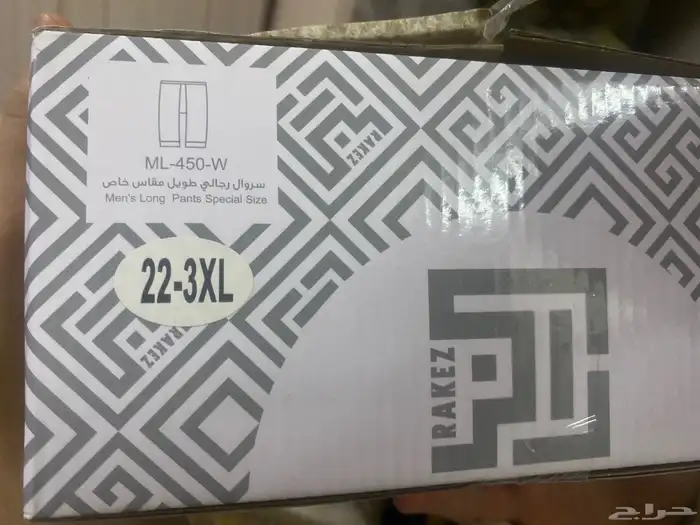 ML-450-W
سروال رجالي طويل مقاس خاص
Men's Long Pants Special Size
22-3XL
RAKEZ
RAKEZ
RAKEZ
حراج